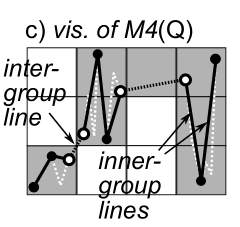 c) vis. of M4(Q)
inter-
group
line
inner-
group
lines